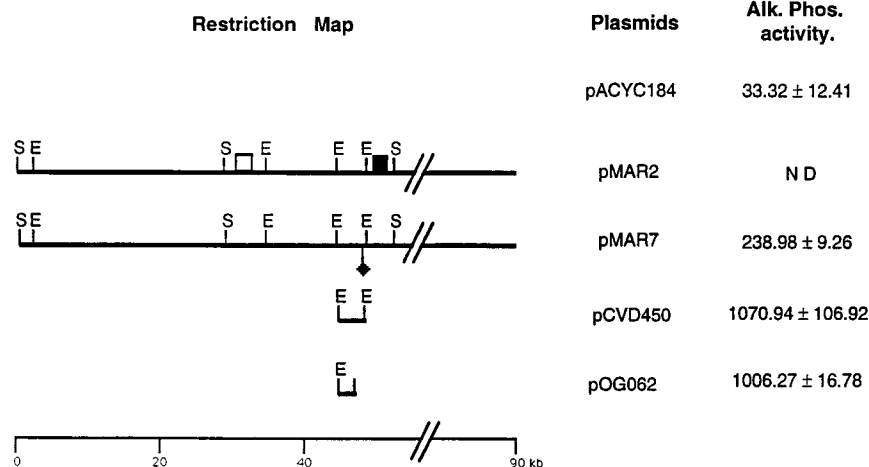 Restriction Map
Plasmids
Alk. Phos.
activity.
pACYC184
33.32 ± 12.41
S E S E E E S
pMAR2
N D
S E S E E E S
pMAR7
238.98 ± 9.26
E E
pCVD450
1070.94 ± 106.92
E
pOG062
1006.27 ± 16.78
0 20 40 90 kb